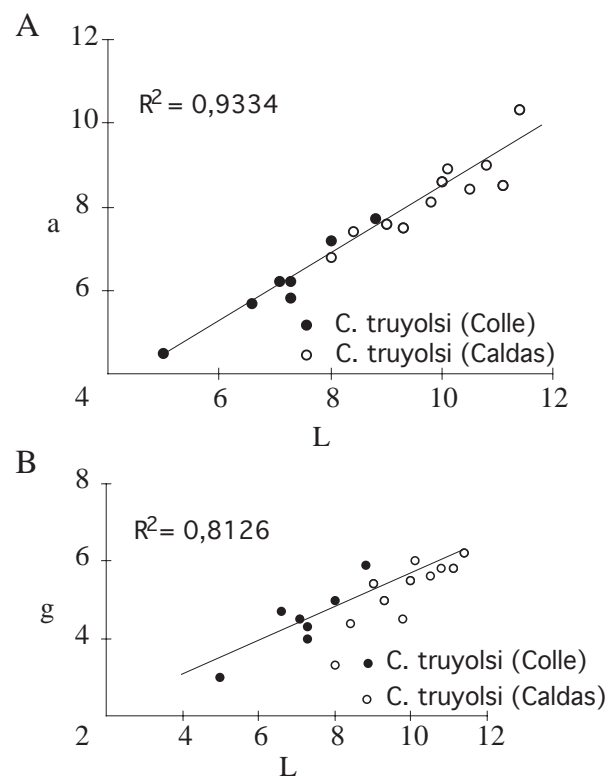 A
12
10
R² = 0,9334
8
a
6
C. truyolsi (Colle)
C. truyolsi (Caldas)
4
6
8
10
12
L
B
8
R²= 0,8126
6
g
4
C. truyolsi (Colle)
C. truyolsi (Caldas)
2
4
6
8
10
12
L